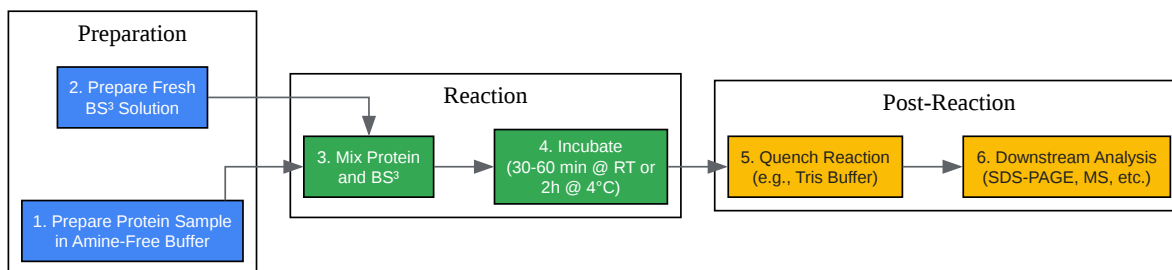 Preparation
2. Prepare Fresh
BS³ Solution
1. Prepare Protein Sample
in Amine-Free Buffer
Reaction
3. Mix Protein
and BS³
4. Incubate
(30-60 min @ RT or
2h @ 4°C)
Post-Reaction
5. Quench Reaction
(e.g., Tris Buffer)
6. Downstream Analysis
(SDS-PAGE, MS, etc.)